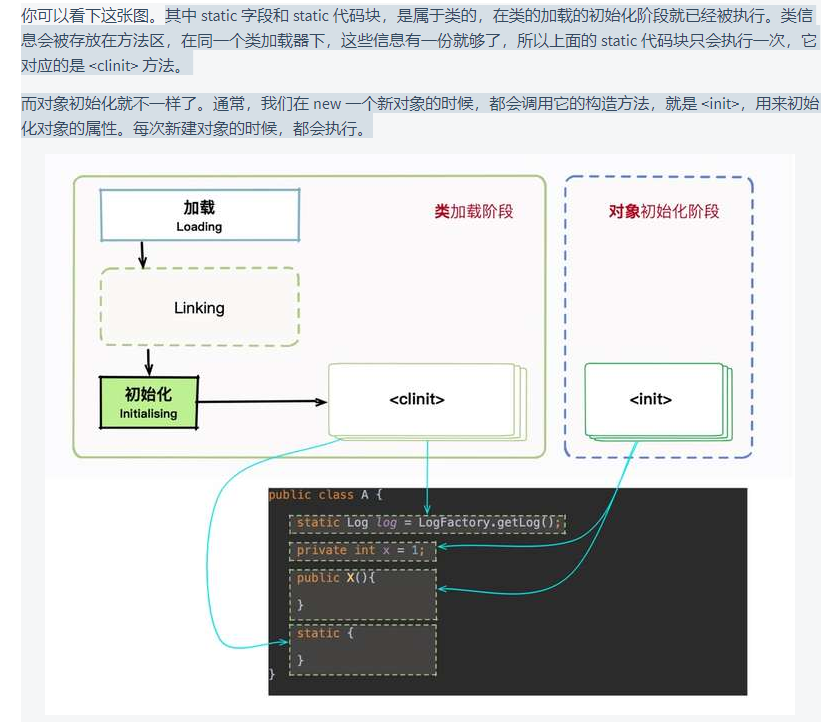 你可以看下这张图。其中 static 字段和 static 代码块，是属于类的，在类的加载的初始化阶段就已经被执行。类信
息会被存放在方法区，在同一个类加载器下，这些信息有一份就够了，所以上面的 static 代码块只会执行一次，它
对应的是 <clinit> 方法。
而对象初始化就不一样了。通常，我们在 new 一个新对象的时候，都会调用它的构造方法，就是 <init>，用来初始
化对象的属性。每次新建对象的时候，都会执行。
加载
Loading
类加载阶段
对象初始化阶段
Linking
初始化
Initialising
<clinit>
<init>
public class A {
static Log log = LogFactory.getLog();
private int x = 1;
public X(){
}
static {
}
}